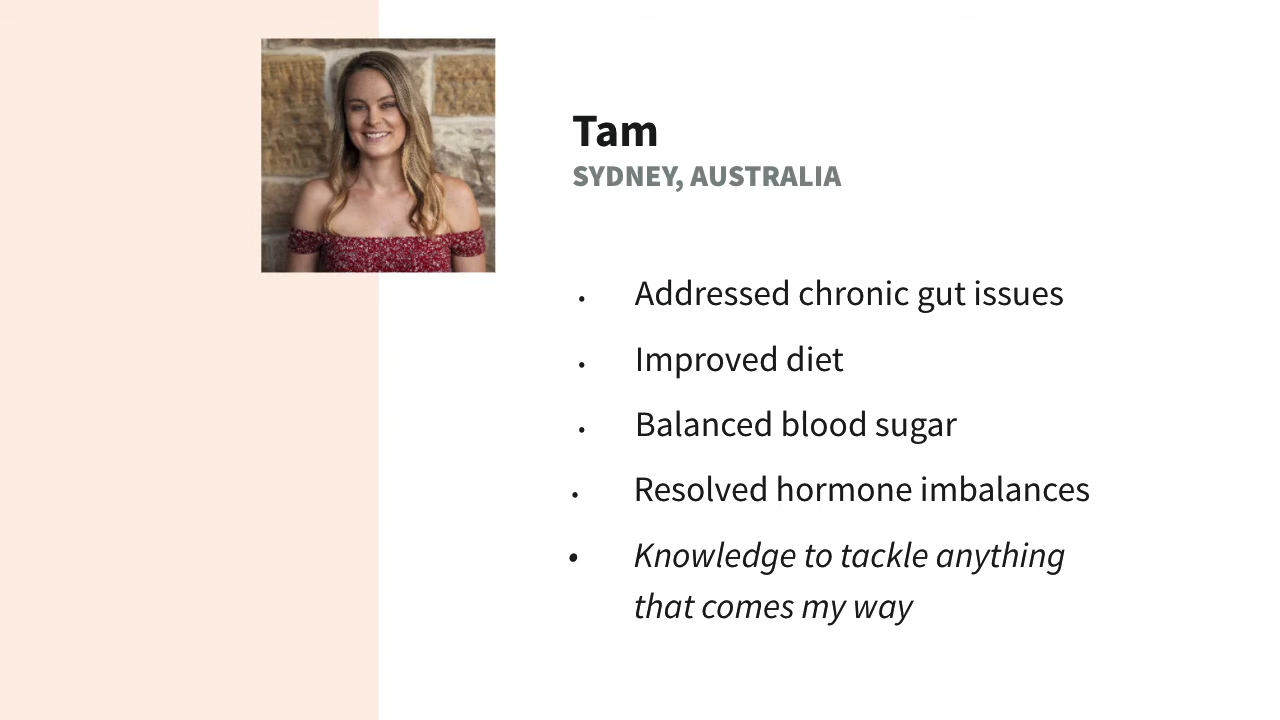 Tam
SYDNEY, AUSTRALIA
• Addressed chronic gut issues
• Improved diet
• Balanced blood sugar
• Resolved hormone imbalances
• Knowledge to tackle anything
that comes my way